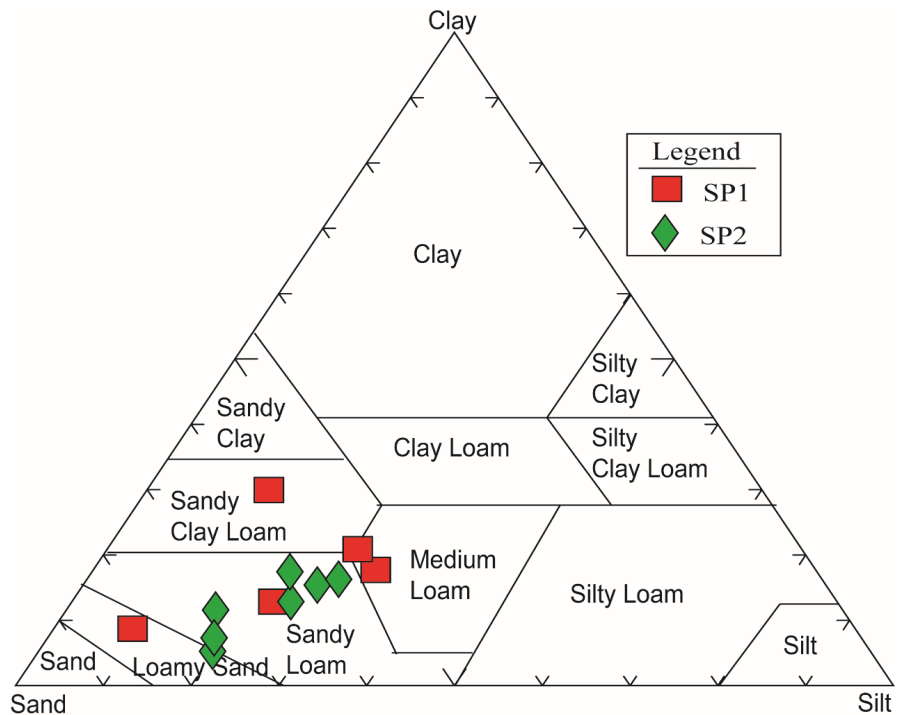 Clay
Legend
SP1
SP2
Clay
Silty
Clay
Sandy
Clay
Clay Loam
Silty
Clay Loam
Sandy
Clay Loam
Medium
Loam
Silty Loam
Sandy
Loam
Silt
Sand
Loamy Sand
Sand
Silt